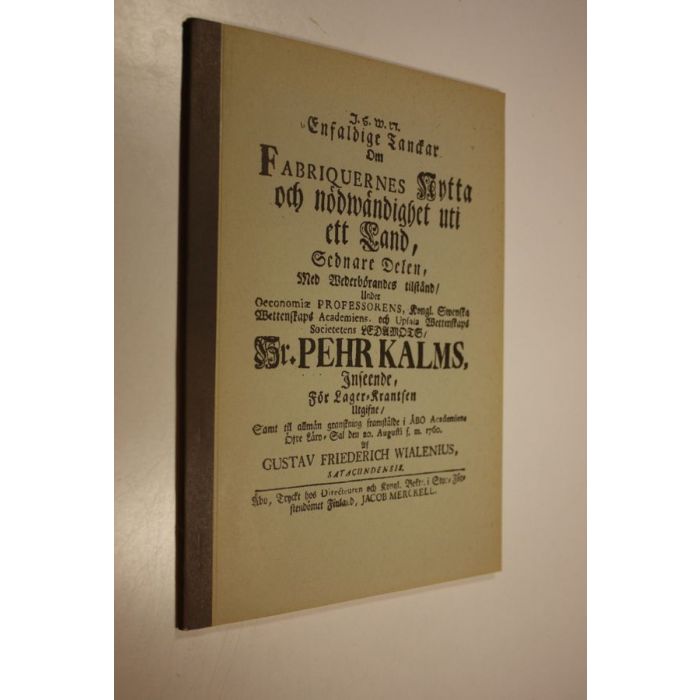 J. H. W. N.
Enfaldige Tanckar
Om
FABRIQUERNES Nytta
och nödwändighet uti
ett Land,
Sednare Delen,
Med Wederbörandes tilstånd/
Under
Oeconomiæ PROFESSORENS, Kongl. Swenska
Wettenskaps Academiens. och Upsala Wettenskaps
Societetens LEDAMOTS/
Hr. PEHR KALMS,
Inseende,
För Lager-Krantsen
Utgifne/
Samt til allmän granskning framstälde i ÅBO Academiens
Öfre Läro-Sal den 20. Augusti f. m. 1760.
Af
GUSTAV FRIEDERICH WIALENIUS,
SATACUNDENSIS.
Åbo, Tryckt hos Directeuren och Kongl. Boktr. i Stor-För-
stendömet Finland, JACOB MERCKELL.